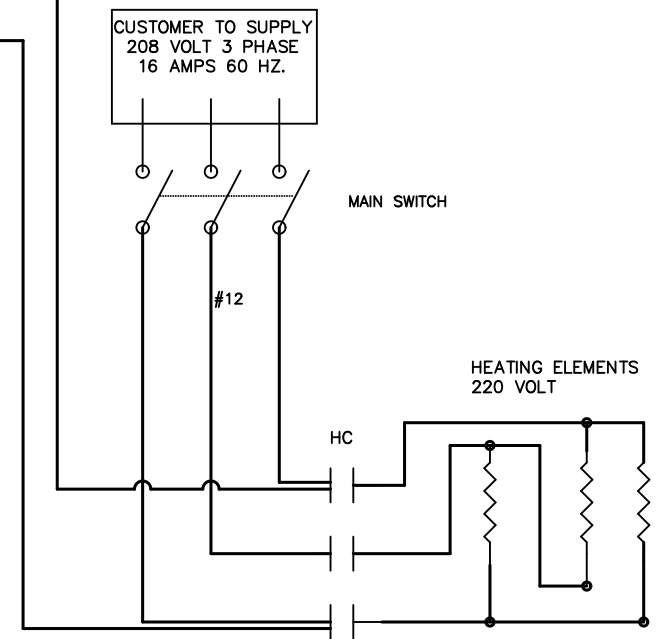 CUSTOMER TO SUPPLY
208 VOLT 3 PHASE
16 AMPS 60 HZ.
MAIN SWITCH
#12
HEATING ELEMENTS
220 VOLT
HC